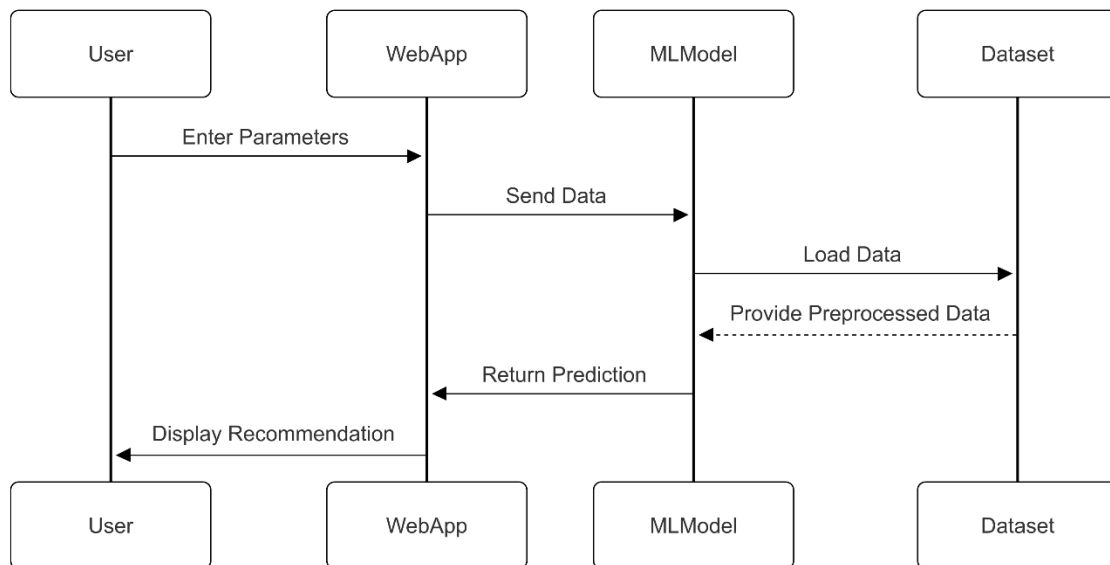 User
WebApp
MLModel
Dataset
Enter Parameters
Send Data
Load Data
Provide Preprocessed Data
Return Prediction
Display Recommendation
User
WebApp
MLModel
Dataset